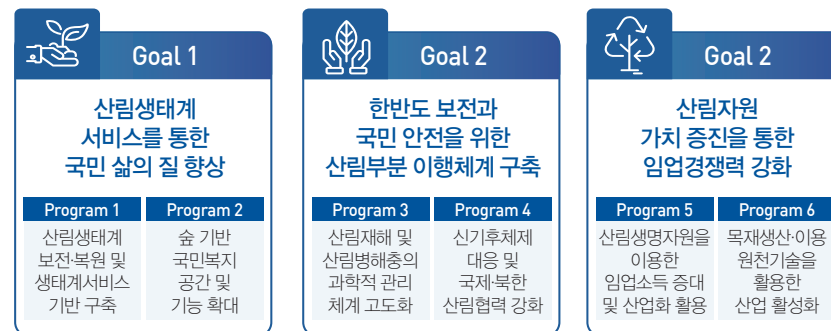 Goal 1
산림생태계
서비스를 통한
국민 삶의 질 향상
Program 1
산림생태계
보전·복원 및
생태계서비스
기반 구축
Program 2
숲 기반
국민복지
공간 및
기능 확대
Goal 2
한반도 보전과
국민 안전을 위한
산림부분 이행체계 구축
Program 3
산림재해 및
산림병해충의
과학적 관리
체계 고도화
Program 4
신기후체제
대응 및
국제·북한
산림협력 강화
Goal 2
산림자원
가치 증진을 통한
임업경쟁력 강화
Program 5
산림생명자원을
이용한
임업소득 증대
및 산업화 활용
Program 6
목재생산·이용
원천기술을
활용한
산업 활성화